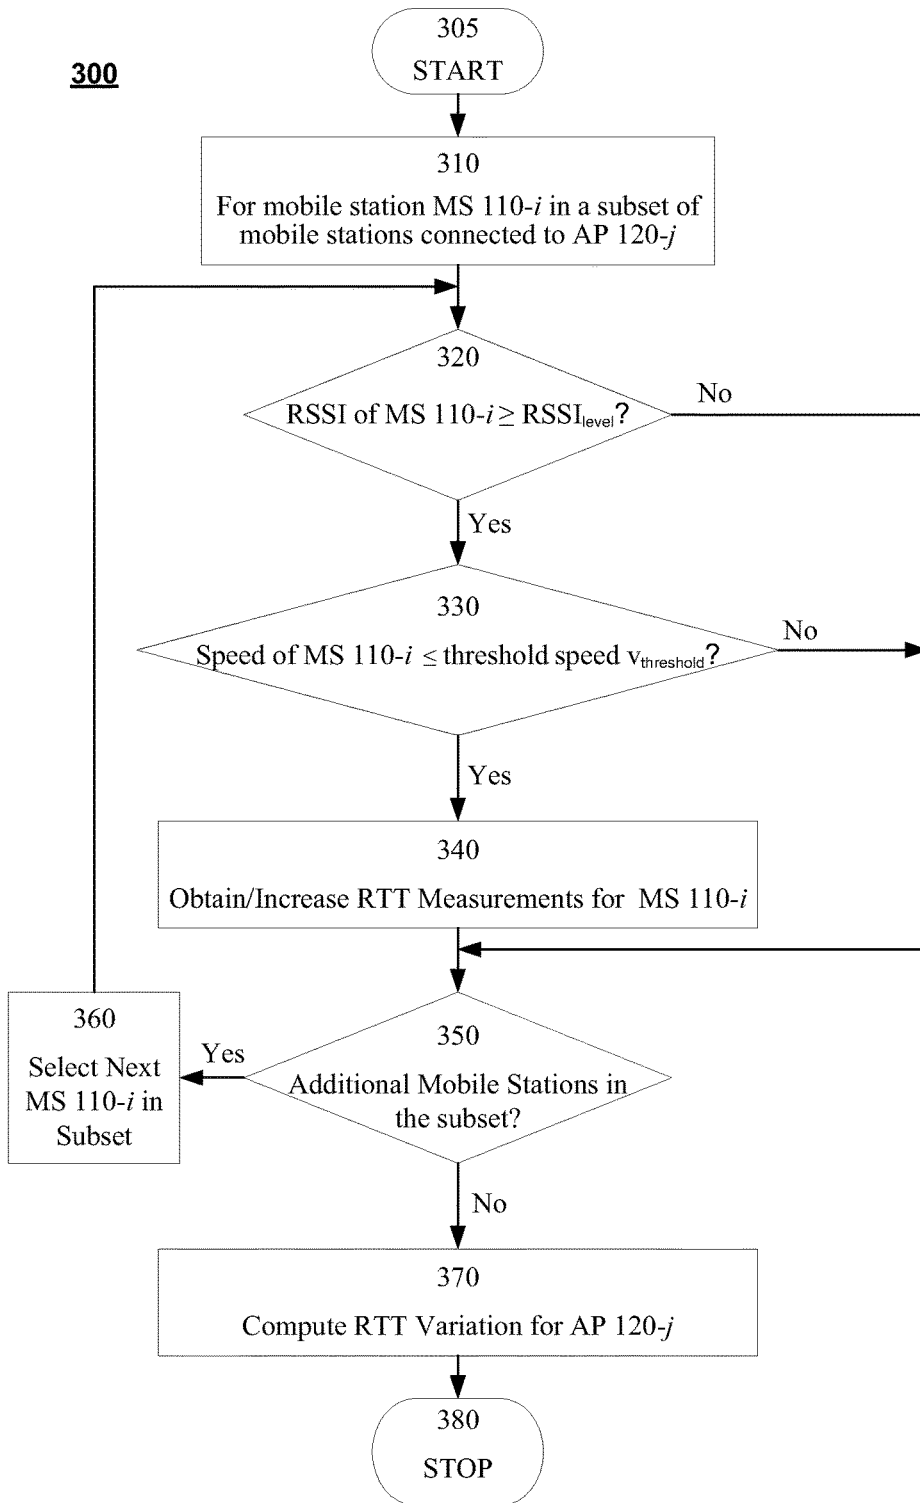 300
305
START
310
For mobile station MS 110-i in a subset of
mobile stations connected to AP 120-j
320
RSSI of MS 110-i ≥ RSSIlevel?
No
Yes
330
Speed of MS 110-i ≤ threshold speed vthreshold?
No
Yes
340
Obtain/Increase RTT Measurements for MS 110-i
350
Additional Mobile Stations in
the subset?
Yes
360
Select Next
MS 110-i in
Subset
No
370
Compute RTT Variation for AP 120-j
380
STOP